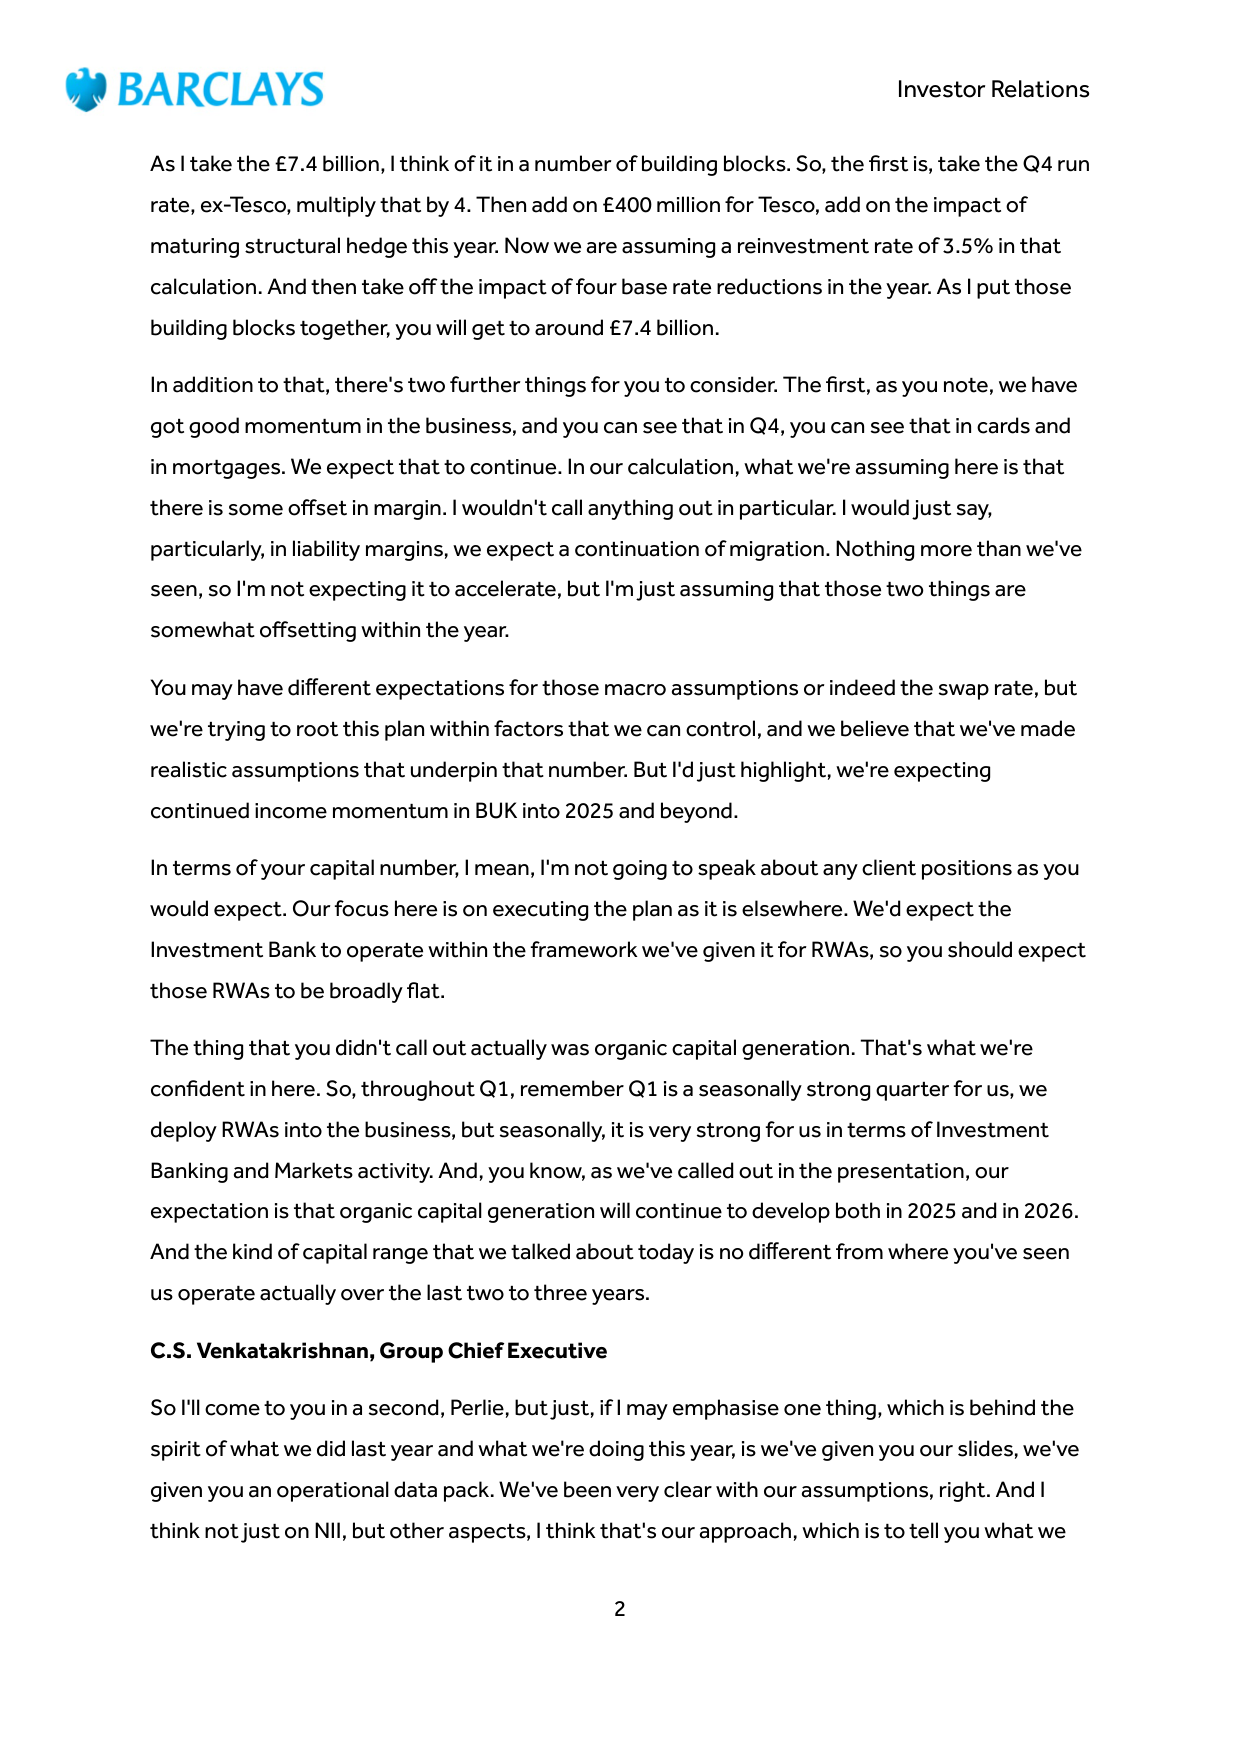 BARCLAYS
Investor Relations
As I take the £7.4 billion, I think of it in a number of building blocks. So, the first is, take the Q4 run
rate, ex-Tesco, multiply that by 4. Then add on £400 million for Tesco, add on the impact of
maturing structural hedge this year. Now we are assuming a reinvestment rate of 3.5% in that
calculation. And then take off the impact of four base rate reductions in the year. As I put those
building blocks together, you will get to around £7.4 billion.
In addition to that, there's two further things for you to consider. The first, as you note, we have
got good momentum in the business, and you can see that in Q4, you can see that in cards and
in mortgages. We expect that to continue. In our calculation, what we're assuming here is that
there is some offset in margin. I wouldn't call anything out in particular. I would just say,
particularly, in liability margins, we expect a continuation of migration. Nothing more than we've
seen, so I'm not expecting it to accelerate, but I'm just assuming that those two things are
somewhat offsetting within the year.
You may have different expectations for those macro assumptions or indeed the swap rate, but
we're trying to root this plan within factors that we can control, and we believe that we've made
realistic assumptions that underpin that number. But I'd just highlight, we're expecting
continued income momentum in BUK into 2025 and beyond.
In terms of your capital number, I mean, I'm not going to speak about any client positions as you
would expect. Our focus here is on executing the plan as it is elsewhere. We'd expect the
Investment Bank to operate within the framework we've given it for RWAs, so you should expect
those RWAs to be broadly flat.
The thing that you didn't call out actually was organic capital generation. That's what we're
confident in here. So, throughout Q1, remember Q1 is a seasonally strong quarter for us, we
deploy RWAs into the business, but seasonally, it is very strong for us in terms of Investment
Banking and Markets activity. And, you know, as we've called out in the presentation, our
expectation is that organic capital generation will continue to develop both in 2025 and in 2026.
And the kind of capital range that we talked about today is no different from where you've seen
us operate actually over the last two to three years.
C.S. Venkatakrishnan, Group Chief Executive
So I'll come to you in a second, Perlie, but just, if I may emphasise one thing, which is behind the
spirit of what we did last year and what we're doing this year, is we've given you our slides, we've
given you an operational data pack. We've been very clear with our assumptions, right. And I
think not just on NII, but other aspects, I think that's our approach, which is to tell you what we
2